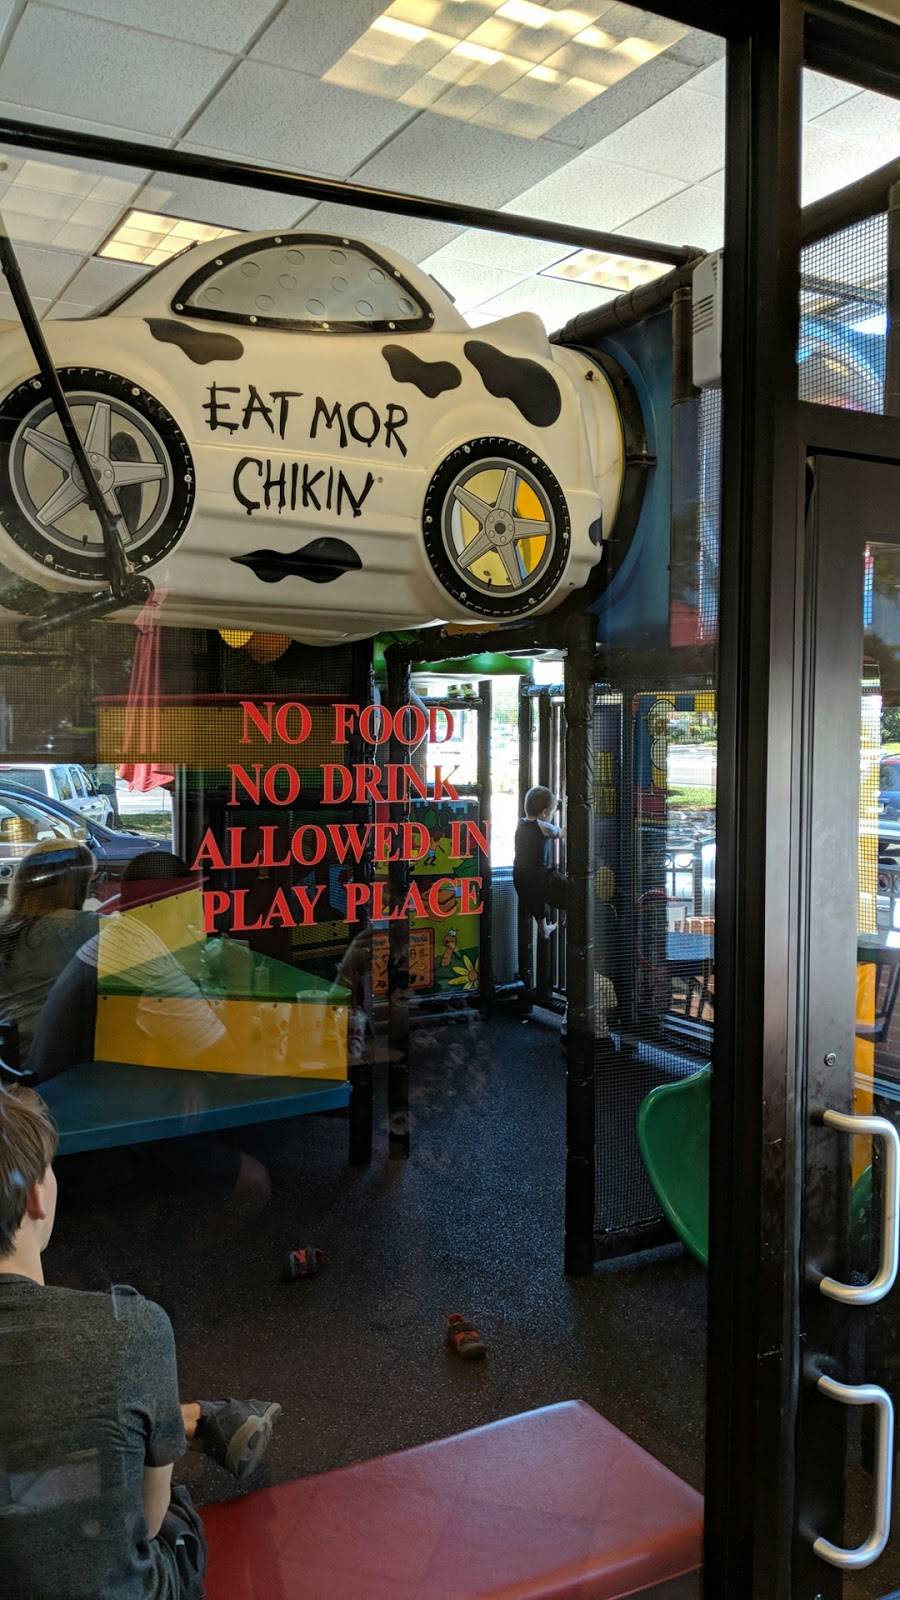 EAT MOR
CHIKIN®
NO FOOD
NO DRINK
ALLOWED IN
PLAY PLACE